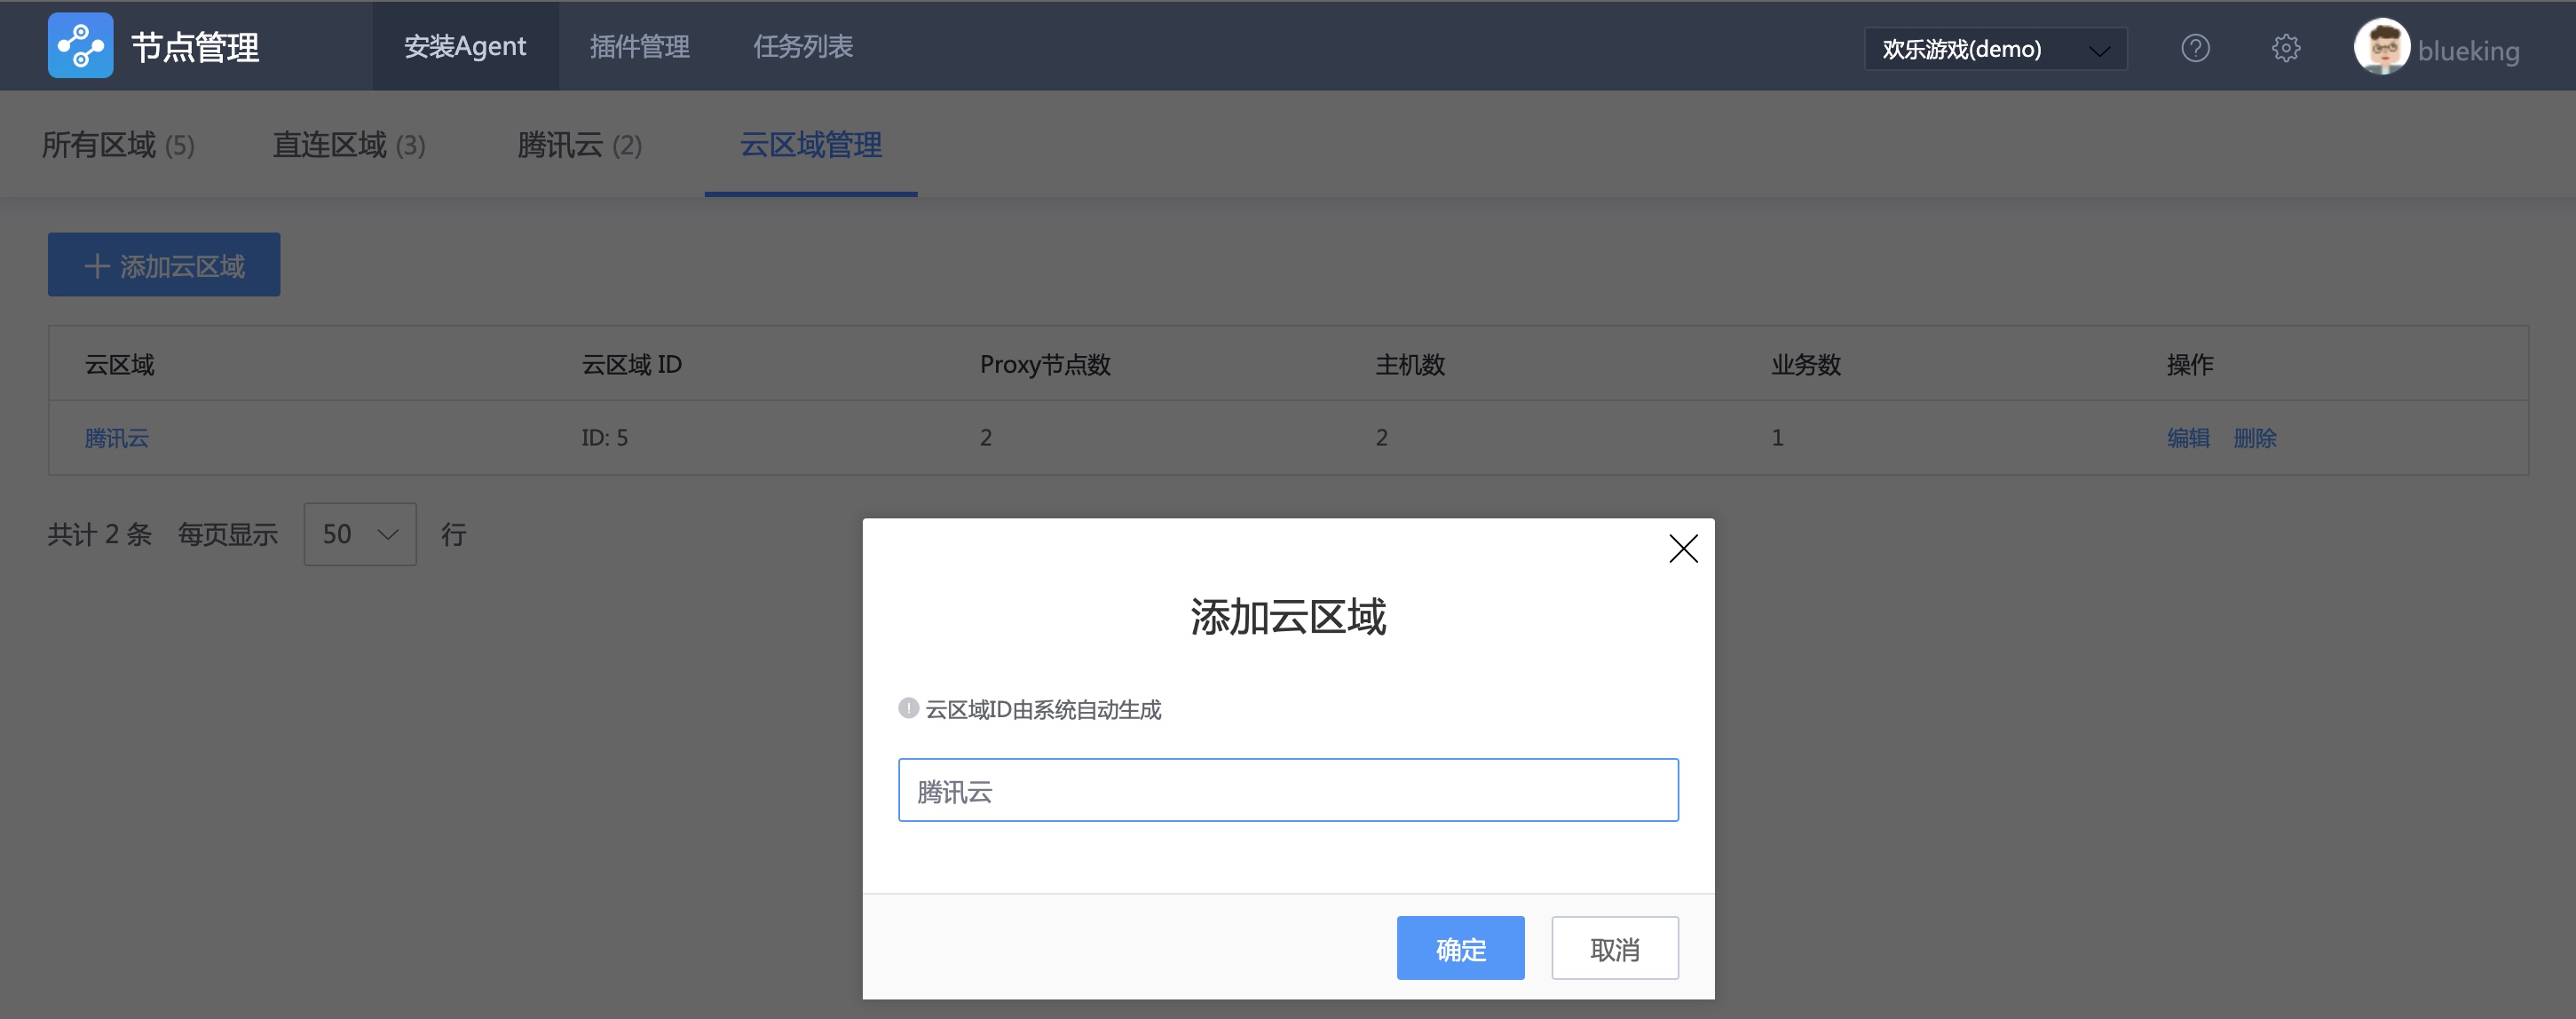 节点管理 安装Agent 插件管理 任务列表 欢乐游戏(demo) blueking
所有区域 (5) 直连区域 (3) 腾讯云 (2) 云区域管理
添加云区域
云区域 云区域 ID Proxy节点数 主机数 业务数 操作
腾讯云 ID: 5 2 2 1 编辑 删除
共计 2 条 每页显示 50 行
添加云区域
云区域ID由系统自动生成
腾讯云
确定 取消